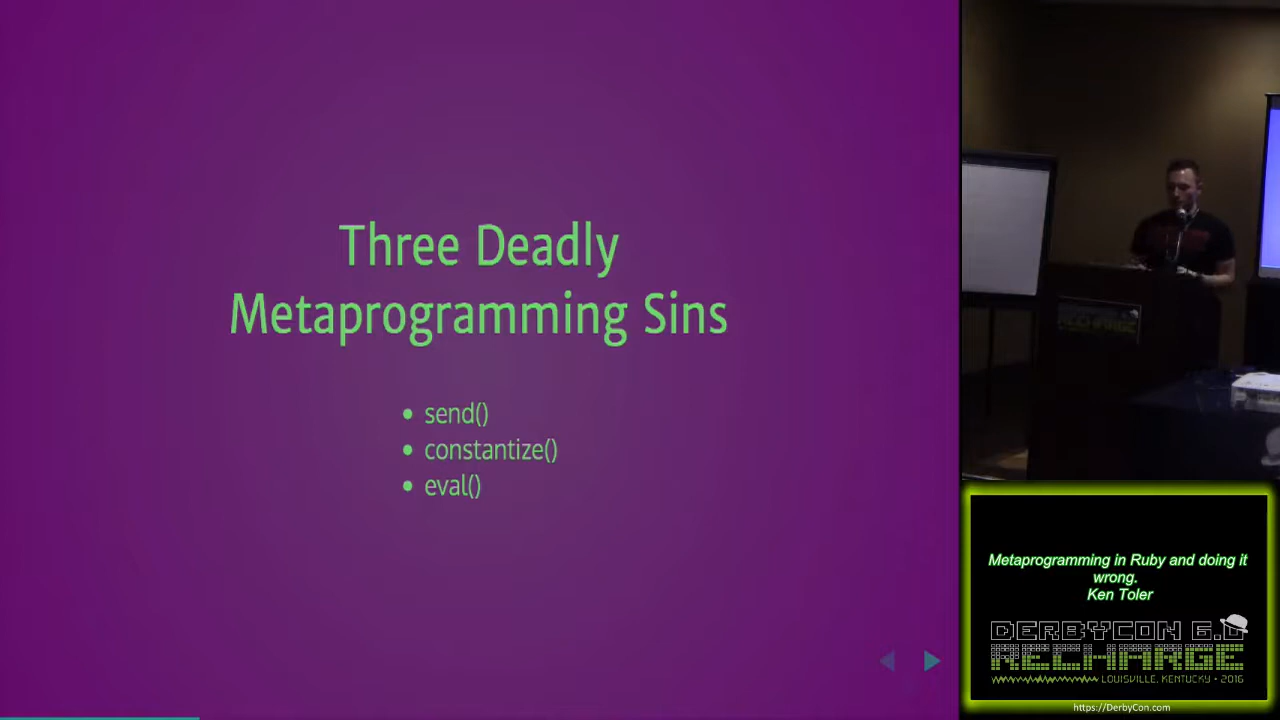 Three Deadly
Metaprogramming Sins
• send()
• constantize()
• eval()
Metaprogramming in Ruby and doing it
wrong.
Ken Toler
DERBYCON 6.0
RECHARGE
LOUISVILLE, KENTUCKY • 2016
https://DerbyCon.com